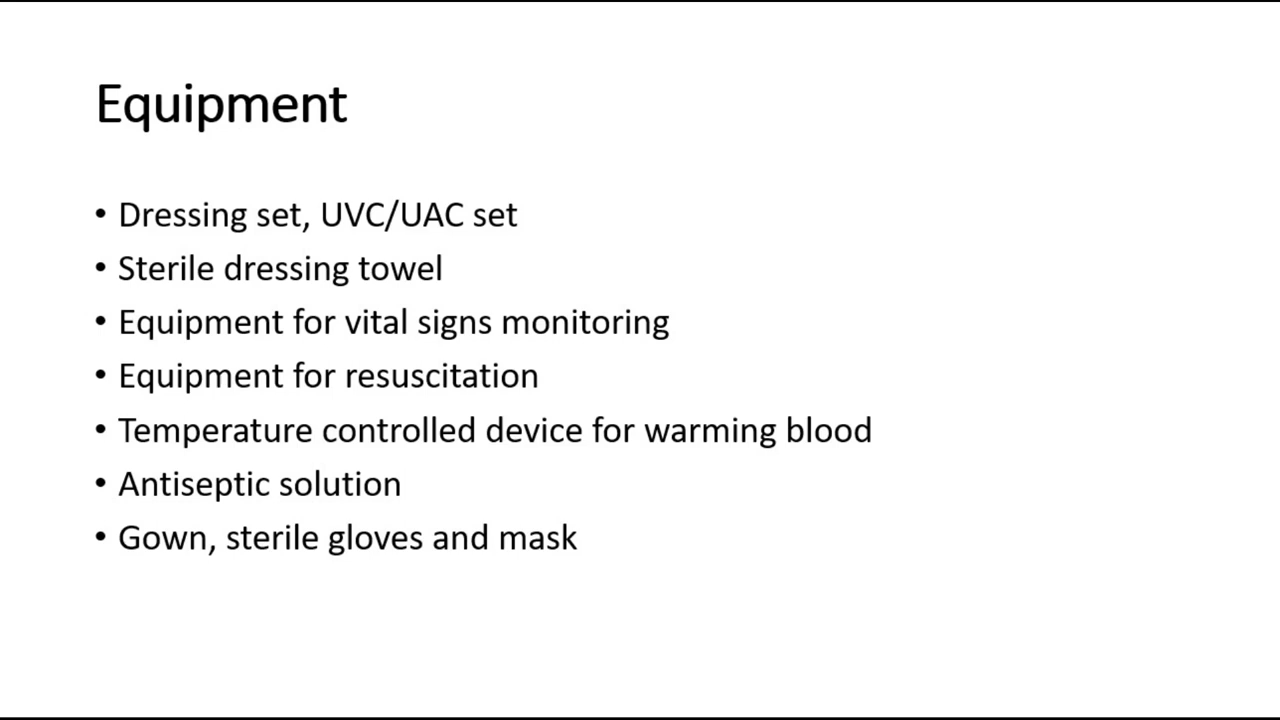 Equipment
• Dressing set, UVC/UAC set
• Sterile dressing towel
• Equipment for vital signs monitoring
• Equipment for resuscitation
• Temperature controlled device for warming blood
• Antiseptic solution
• Gown, sterile gloves and mask